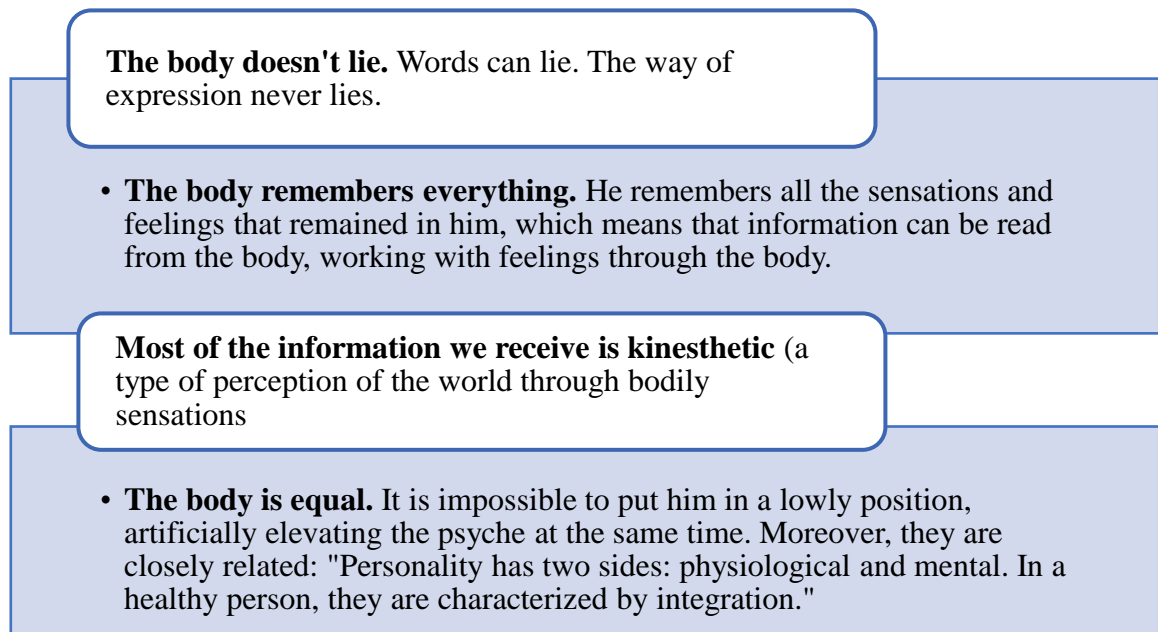 The body doesn't lie. Words can lie. The way of
expression never lies.
• The body remembers everything. He remembers all the sensations and
feelings that remained in him, which means that information can be read
from the body, working with feelings through the body.
Most of the information we receive is kinesthetic (a
type of perception of the world through bodily
sensations
• The body is equal. It is impossible to put him in a lowly position,
artificially elevating the psyche at the same time. Moreover, they are
closely related: "Personality has two sides: physiological and mental. In a
healthy person, they are characterized by integration."